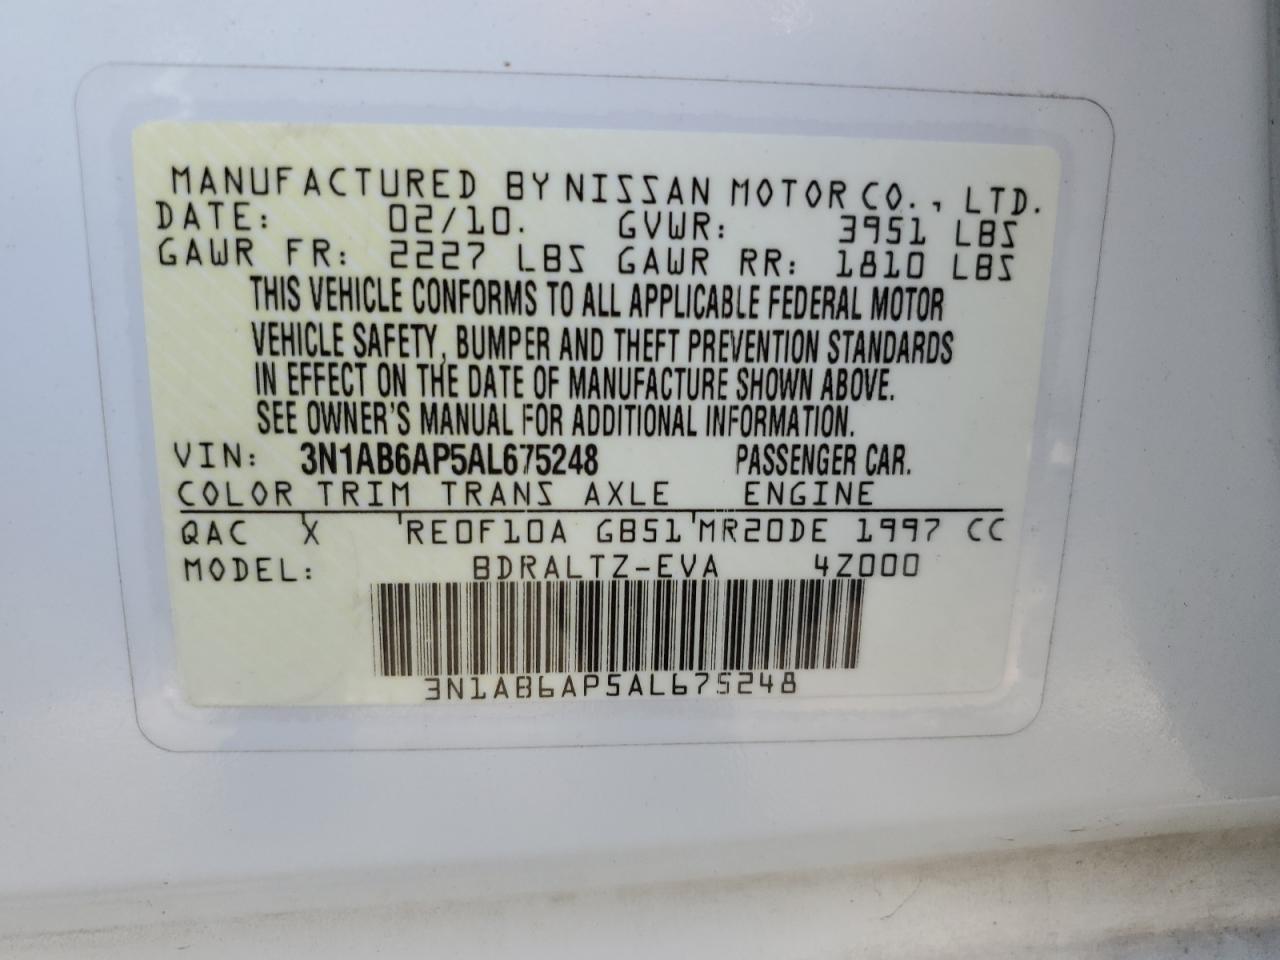 MANUFACTURED BY NISSAN MOTOR CO., LTD.
DATE: 02/10. GVWR: 3951 LBS
GAWR FR: 2227 LBS GAWR RR: 1810 LBS
THIS VEHICLE CONFORMS TO ALL APPLICABLE FEDERAL MOTOR
VEHICLE SAFETY, BUMPER AND THEFT PREVENTION STANDARDS
IN EFFECT ON THE DATE OF MANUFACTURE SHOWN ABOVE.
SEE OWNER'S MANUAL FOR ADDITIONAL INFORMATION.
VIN: 3N1AB6AP5AL675248 PASSENGER CAR.
COLOR TRIM TRANS AXLE ENGINE
QAC X RE0F10A GB51 MR20DE 1997 CC
MODEL: BDRALTZ-EVA 4Z000
3N1AB6AP5AL675248